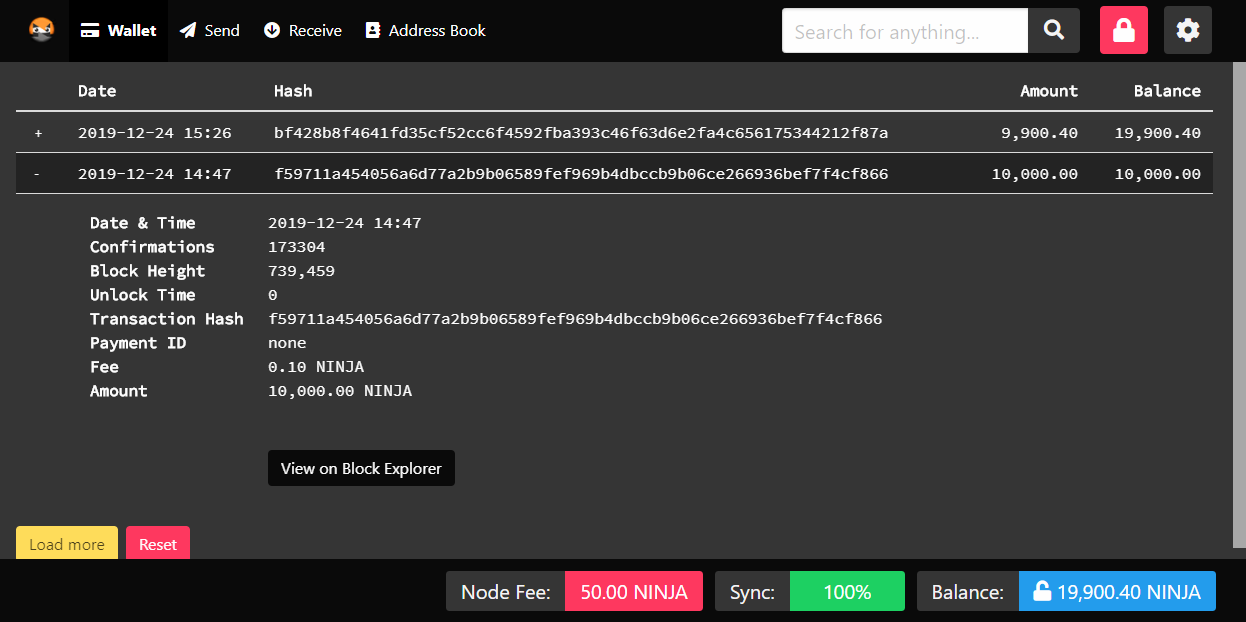 Wallet Send Receive Address Book Search for anything...
Date Hash Amount Balance
+ 2019-12-24 15:26 bf428b8f4641fd35cf52cc6f4592fba393c46f63d6e2fa4c656175344212f87a 9,900.40 19,900.40
- 2019-12-24 14:47 f59711a454056a6d77a2b9b06589fef969b4dbccb9b06ce266936bef7f4cf866 10,000.00 10,000.00
Date & Time 2019-12-24 14:47
Confirmations 173304
Block Height 739,459
Unlock Time 0
Transaction Hash f59711a454056a6d77a2b9b06589fef969b4dbccb9b06ce266936bef7f4cf866
Payment ID none
Fee 0.10 NINJA
Amount 10,000.00 NINJA
View on Block Explorer
Load more Reset
Node Fee: 50.00 NINJA Sync: 100% Balance: 19,900.40 NINJA